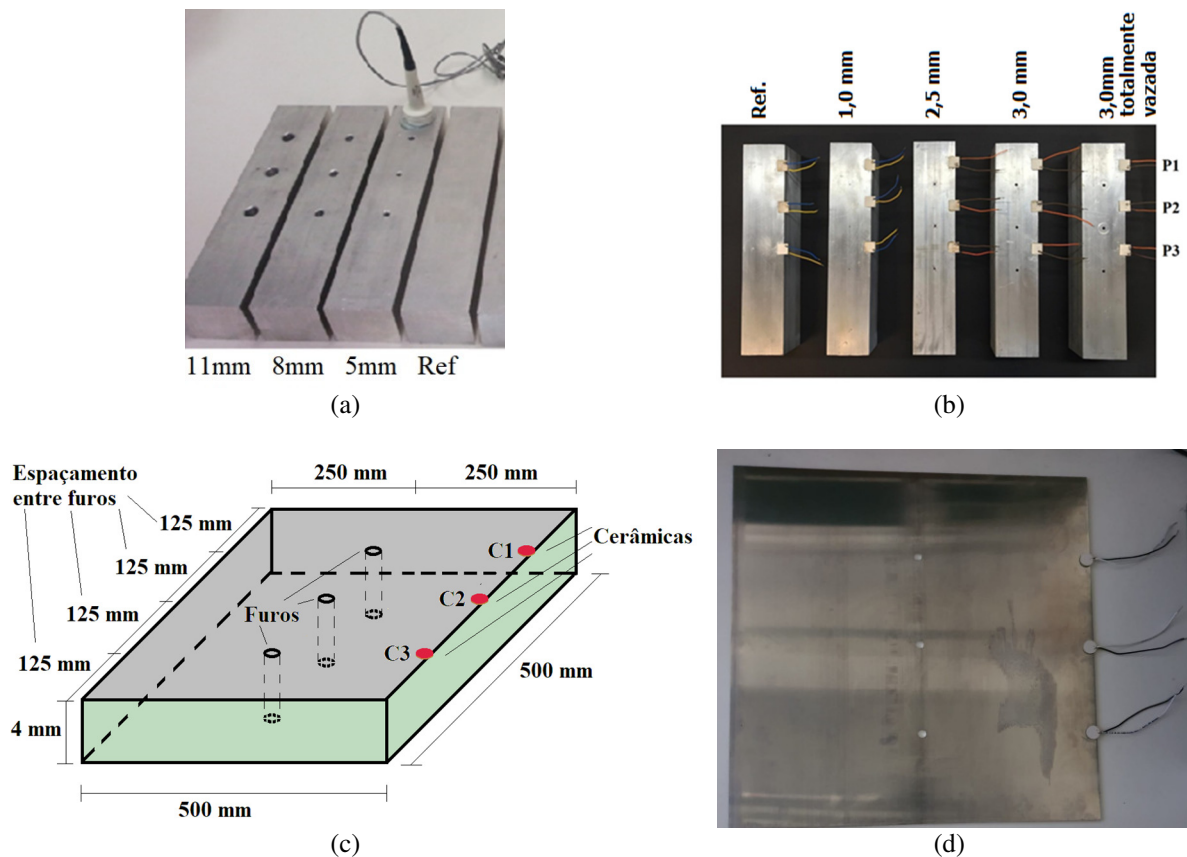 11mm 8mm 5mm Ref
(a)
Ref.
1,0 mm
2,5 mm
3,0 mm
3,0mm
totalmente
vazada
P1
P2
P3
(b)
Espaçamento
entre furos
125 mm
125 mm
125 mm
125 mm
250 mm
250 mm
C1
Cerâmicas
C2
Furos
C3
500 mm
4 mm
500 mm
(c)
(d)